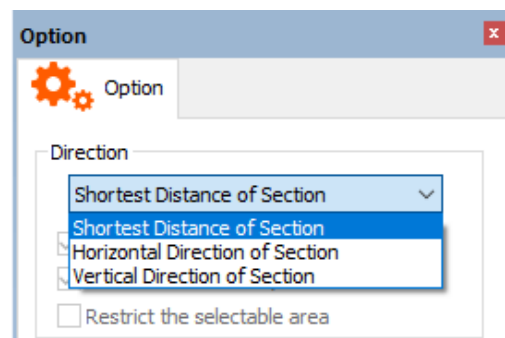 Option
Option
Direction
Shortest Distance of Section
Shortest Distance of Section
Horizontal Direction of Section
Vertical Direction of Section
Restrict the selectable area